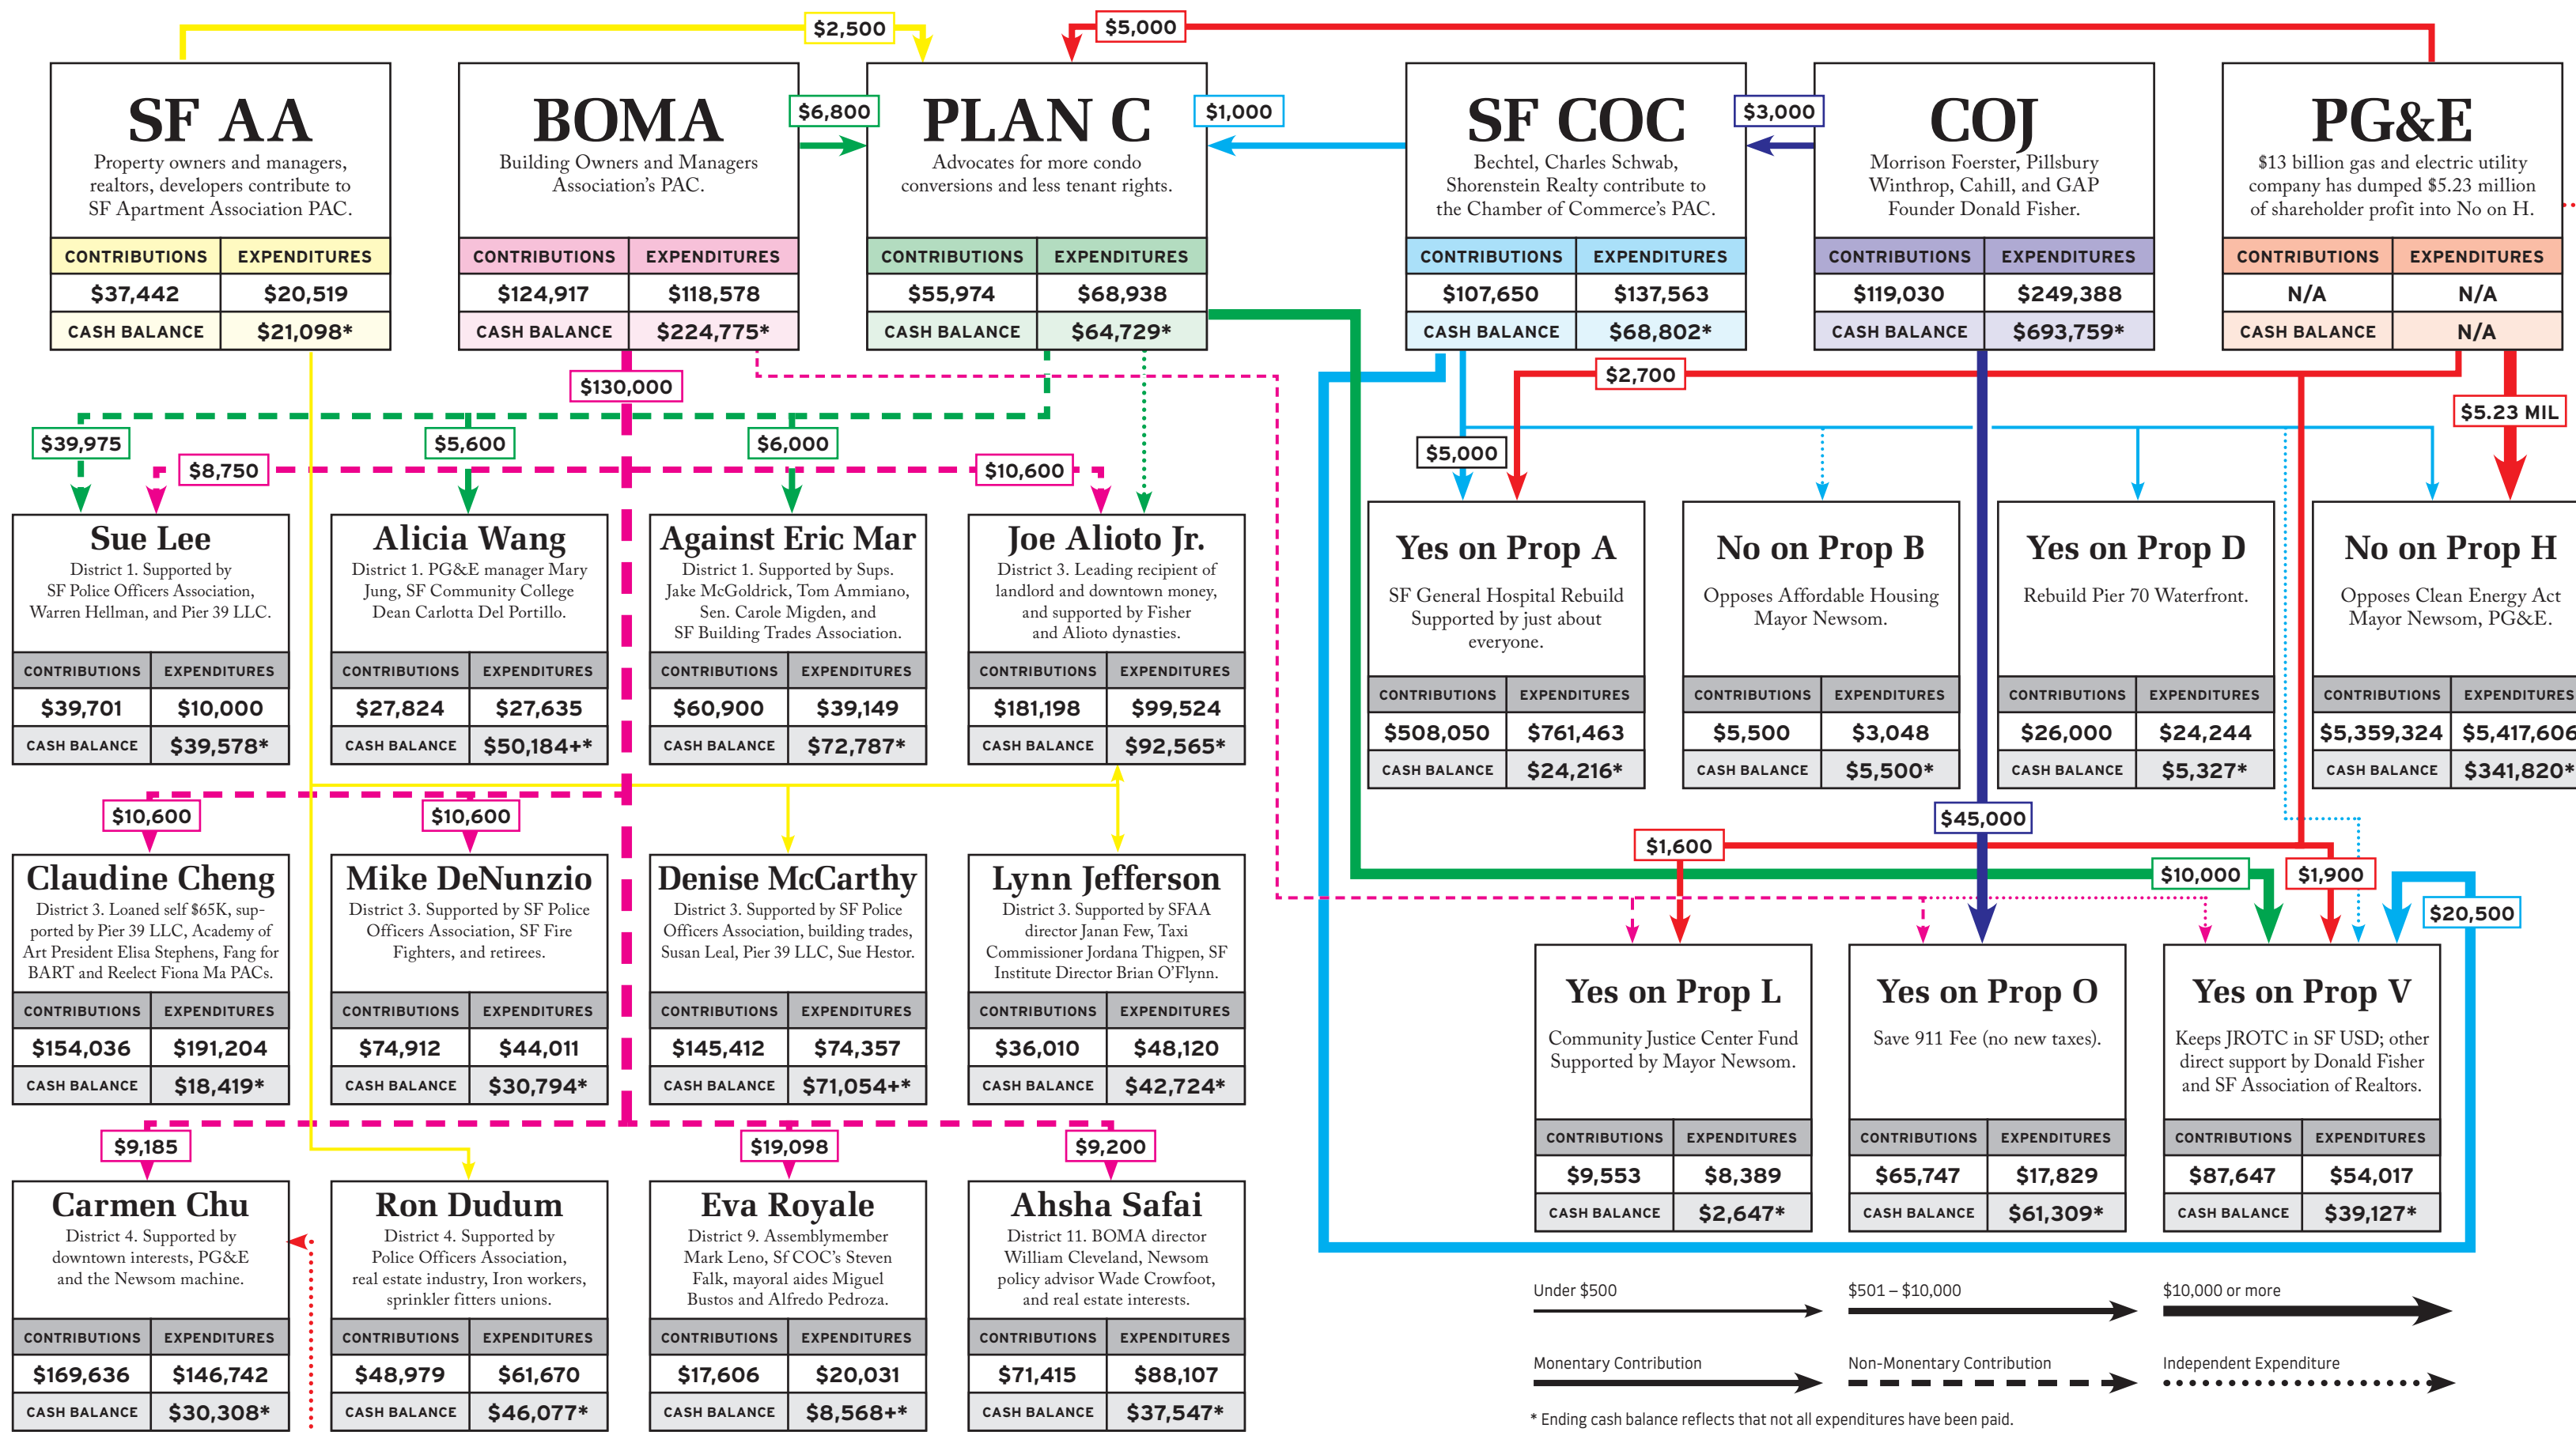 $2,500
$5,000
SF AA
Property owners and managers,
realtors, developers contribute to
SF Apartment Association PAC.
CONTRIBUTIONS EXPENDITURES
$37,442 $20,519
CASH BALANCE $21,098*
BOMA
Building Owners and Managers
Association's PAC.
CONTRIBUTIONS EXPENDITURES
$124,917 $118,578
CASH BALANCE $224,775*
$6,800
PLAN C
Advocates for more condo
conversions and less tenant rights.
CONTRIBUTIONS EXPENDITURES
$55,974 $68,938
CASH BALANCE $64,729*
$1,000
SF COC
Bechtel, Charles Schwab,
Shorenstein Realty contribute to
the Chamber of Commerce's PAC.
CONTRIBUTIONS EXPENDITURES
$107,650 $137,563
CASH BALANCE $68,802*
$3,000
COJ
Morrison Foerster, Pillsbury
Winthrop, Cahill, and GAP
Founder Donald Fisher.
CONTRIBUTIONS EXPENDITURES
$119,030 $249,388
CASH BALANCE $693,759*
PG&E
$13 billion gas and electric utility
company has dumped $5.23 million
of shareholder profit into No on H.
CONTRIBUTIONS EXPENDITURES
N/A N/A
CASH BALANCE N/A
$130,000
$39,975
$5,600
$6,000
$8,750
$10,600
Sue Lee
District 1. Supported by
SF Police Officers Association,
Warren Hellman, and Pier 39 LLC.
CONTRIBUTIONS EXPENDITURES
$39,701 $10,000
CASH BALANCE $39,578*
Alicia Wang
District 1. PG&E manager Mary
Jung, SF Community College
Dean Carlotta Del Portillo.
CONTRIBUTIONS EXPENDITURES
$27,824 $27,635
CASH BALANCE $50,184+*
Against Eric Mar
District 1. Supported by Sups.
Jake McGoldrick, Tom Ammiano,
Sen. Carole Migden, and
SF Building Trades Association.
CONTRIBUTIONS EXPENDITURES
$60,900 $39,149
CASH BALANCE $72,787*
Joe Alioto Jr.
District 3. Leading recipient of
landlord and downtown money,
and supported by Fisher
and Alioto dynasties.
CONTRIBUTIONS EXPENDITURES
$181,198 $99,524
CASH BALANCE $92,565*
$2,700
$5.23 MIL
$5,000
Yes on Prop A
SF General Hospital Rebuild
Supported by just about
everyone.
CONTRIBUTIONS EXPENDITURES
$508,050 $761,463
CASH BALANCE $24,216*
No on Prop B
Opposes Affordable Housing
Mayor Newsom.
CONTRIBUTIONS EXPENDITURES
$5,500 $3,048
CASH BALANCE $5,500*
Yes on Prop D
Rebuild Pier 70 Waterfront.
CONTRIBUTIONS EXPENDITURES
$26,000 $24,244
CASH BALANCE $5,327*
No on Prop H
Opposes Clean Energy Act
Mayor Newsom, PG&E.
CONTRIBUTIONS EXPENDITURES
$5,359,324 $5,417,606
CASH BALANCE $341,820*
$10,600
$10,600
Claudine Cheng
District 3. Loaned self $65K, sup-
ported by Pier 39 LLC, Academy of
Art President Elisa Stephens, Fang for
BART and Reelect Fiona Ma PACs.
CONTRIBUTIONS EXPENDITURES
$154,036 $191,204
CASH BALANCE $18,419*
Mike DeNunzio
District 3. Supported by SF Police
Officers Association, SF Fire
Fighters, and retirees.
CONTRIBUTIONS EXPENDITURES
$74,912 $44,011
CASH BALANCE $30,794*
Denise McCarthy
District 3. Supported by SF Police
Officers Association, building trades,
Susan Leal, Pier 39 LLC, Sue Hestor.
CONTRIBUTIONS EXPENDITURES
$145,412 $74,357
CASH BALANCE $71,054+*
Lynn Jefferson
District 3. Supported by SFAA
director Janan Few, Taxi
Commissioner Jordana Thigpen, SF
Institute Director Brian O'Flynn.
CONTRIBUTIONS EXPENDITURES
$36,010 $48,120
CASH BALANCE $42,724*
$45,000
$1,600
$10,000
$1,900
$20,500
Yes on Prop L
Community Justice Center Fund
Supported by Mayor Newsom.
CONTRIBUTIONS EXPENDITURES
$9,553 $8,389
CASH BALANCE $2,647*
Yes on Prop O
Save 911 Fee (no new taxes).
CONTRIBUTIONS EXPENDITURES
$65,747 $17,829
CASH BALANCE $61,309*
Yes on Prop V
Keeps JROTC in SF USD; other
direct support by Donald Fisher
and SF Association of Realtors.
CONTRIBUTIONS EXPENDITURES
$87,647 $54,017
CASH BALANCE $39,127*
$9,185
$19,098
$9,200
Carmen Chu
District 4. Supported by
downtown interests, PG&E
and the Newsom machine.
CONTRIBUTIONS EXPENDITURES
$169,636 $146,742
CASH BALANCE $30,308*
Ron Dudum
District 4. Supported by
Police Officers Association,
real estate industry, Iron workers,
sprinkler fitters unions.
CONTRIBUTIONS EXPENDITURES
$48,979 $61,670
CASH BALANCE $46,077*
Eva Royale
District 9. Assemblymember
Mark Leno, Sf COC's Steven
Falk, mayoral aides Miguel
Bustos and Alfredo Pedroza.
CONTRIBUTIONS EXPENDITURES
$17,606 $20,031
CASH BALANCE $8,568+*
Ahsha Safai
District 11. BOMA director
William Cleveland, Newsom
policy advisor Wade Crowfoot,
and real estate interests.
CONTRIBUTIONS EXPENDITURES
$71,415 $88,107
CASH BALANCE $37,547*
Under $500
$501 – $10,000
$10,000 or more
Monentary Contribution
Non-Monentary Contribution
Independent Expenditure
* Ending cash balance reflects that not all expenditures have been paid.